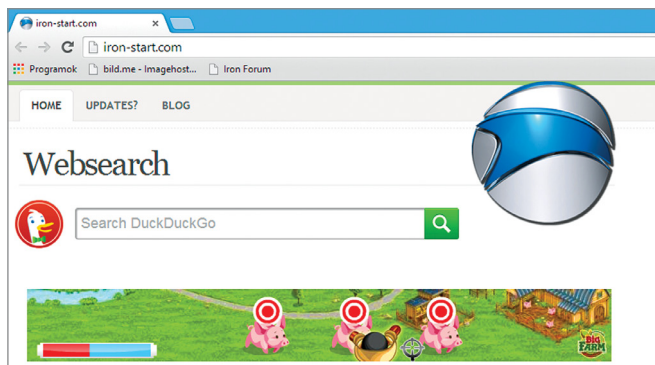 iron-start.com
iron-start.com
Programok bild.me - Imagehost... Iron Forum
HOME UPDATES? BLOG
Websearch
Search DuckDuckGo
BIG
FARM